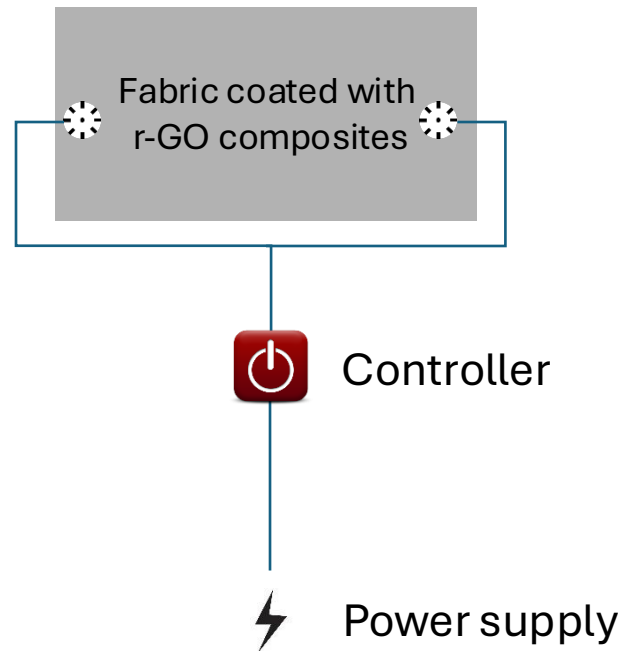 Fabric coated with
r-GO composites
Controller
Power supply